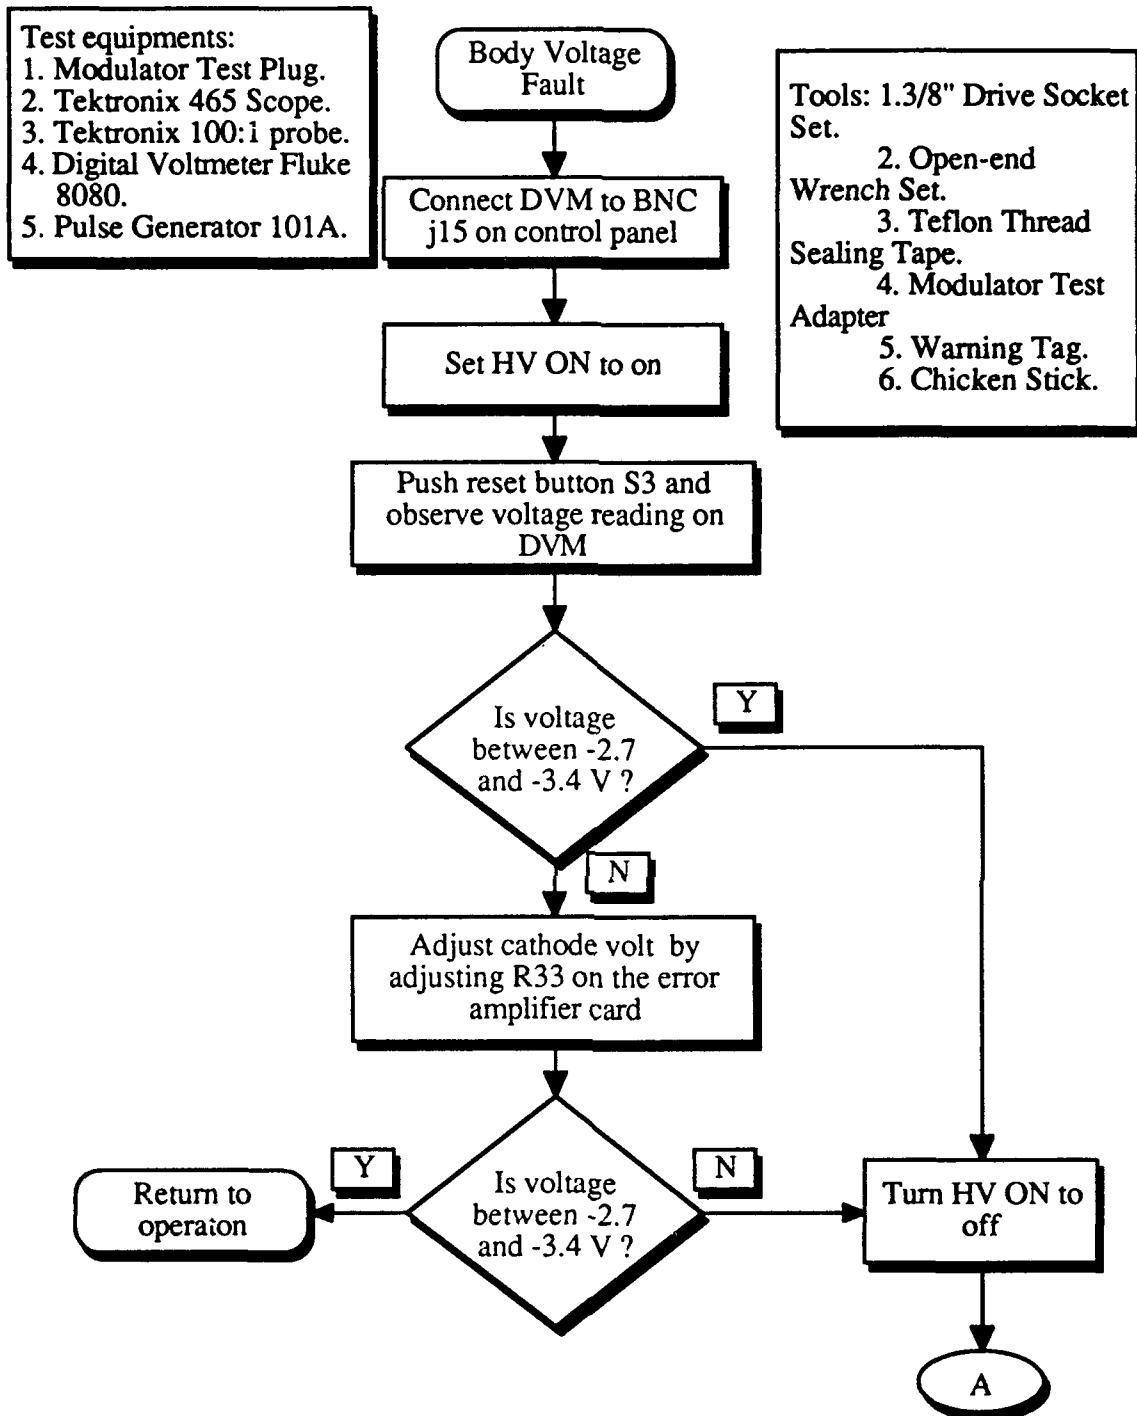 Test equipments:
1. Modulator Test Plug.
2. Tektronix 465 Scope.
3. Tektronix 100:1 probe.
4. Digital Voltmeter Fluke
8080.
5. Pulse Generator 101A.
Body Voltage
Fault
Tools: 1.3/8" Drive Socket
Set.
2. Open-end
Wrench Set.
3. Teflon Thread
Sealing Tape.
4. Modulator Test
Adapter
5. Warning Tag.
6. Chicken Stick.
Connect DVM to BNC
j15 on control panel
Set HV ON to on
Push reset button S3 and
observe voltage reading on
DVM
Is voltage
between -2.7
and -3.4 V ?
Y
N
Adjust cathode volt by
adjusting R33 on the error
amplifier card
Is voltage
between -2.7
and -3.4 V ?
Y
N
Return to
operaton
Turn HV ON to
off
A